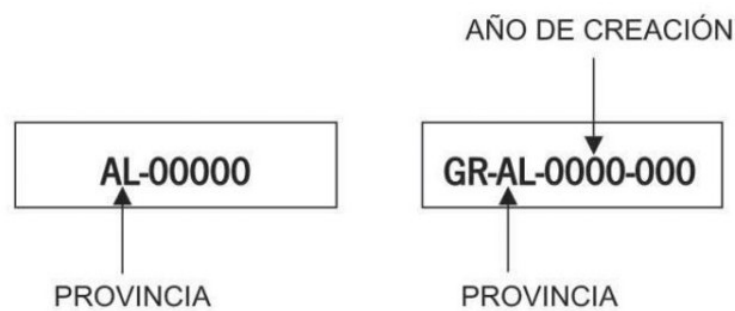 AÑO DE CREACIÓN
AL-00000
GR-AL-0000-000
PROVINCIA
PROVINCIA